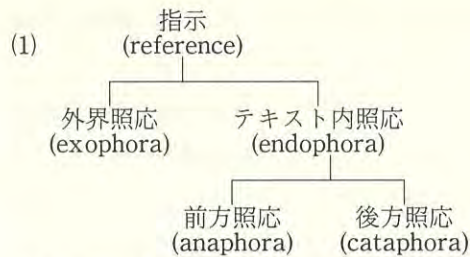 (1)
指示
(reference)
外界照応 テキスト内照応
(exophora) (endophora)
前方照応 後方照応
(anaphora) (cataphora)